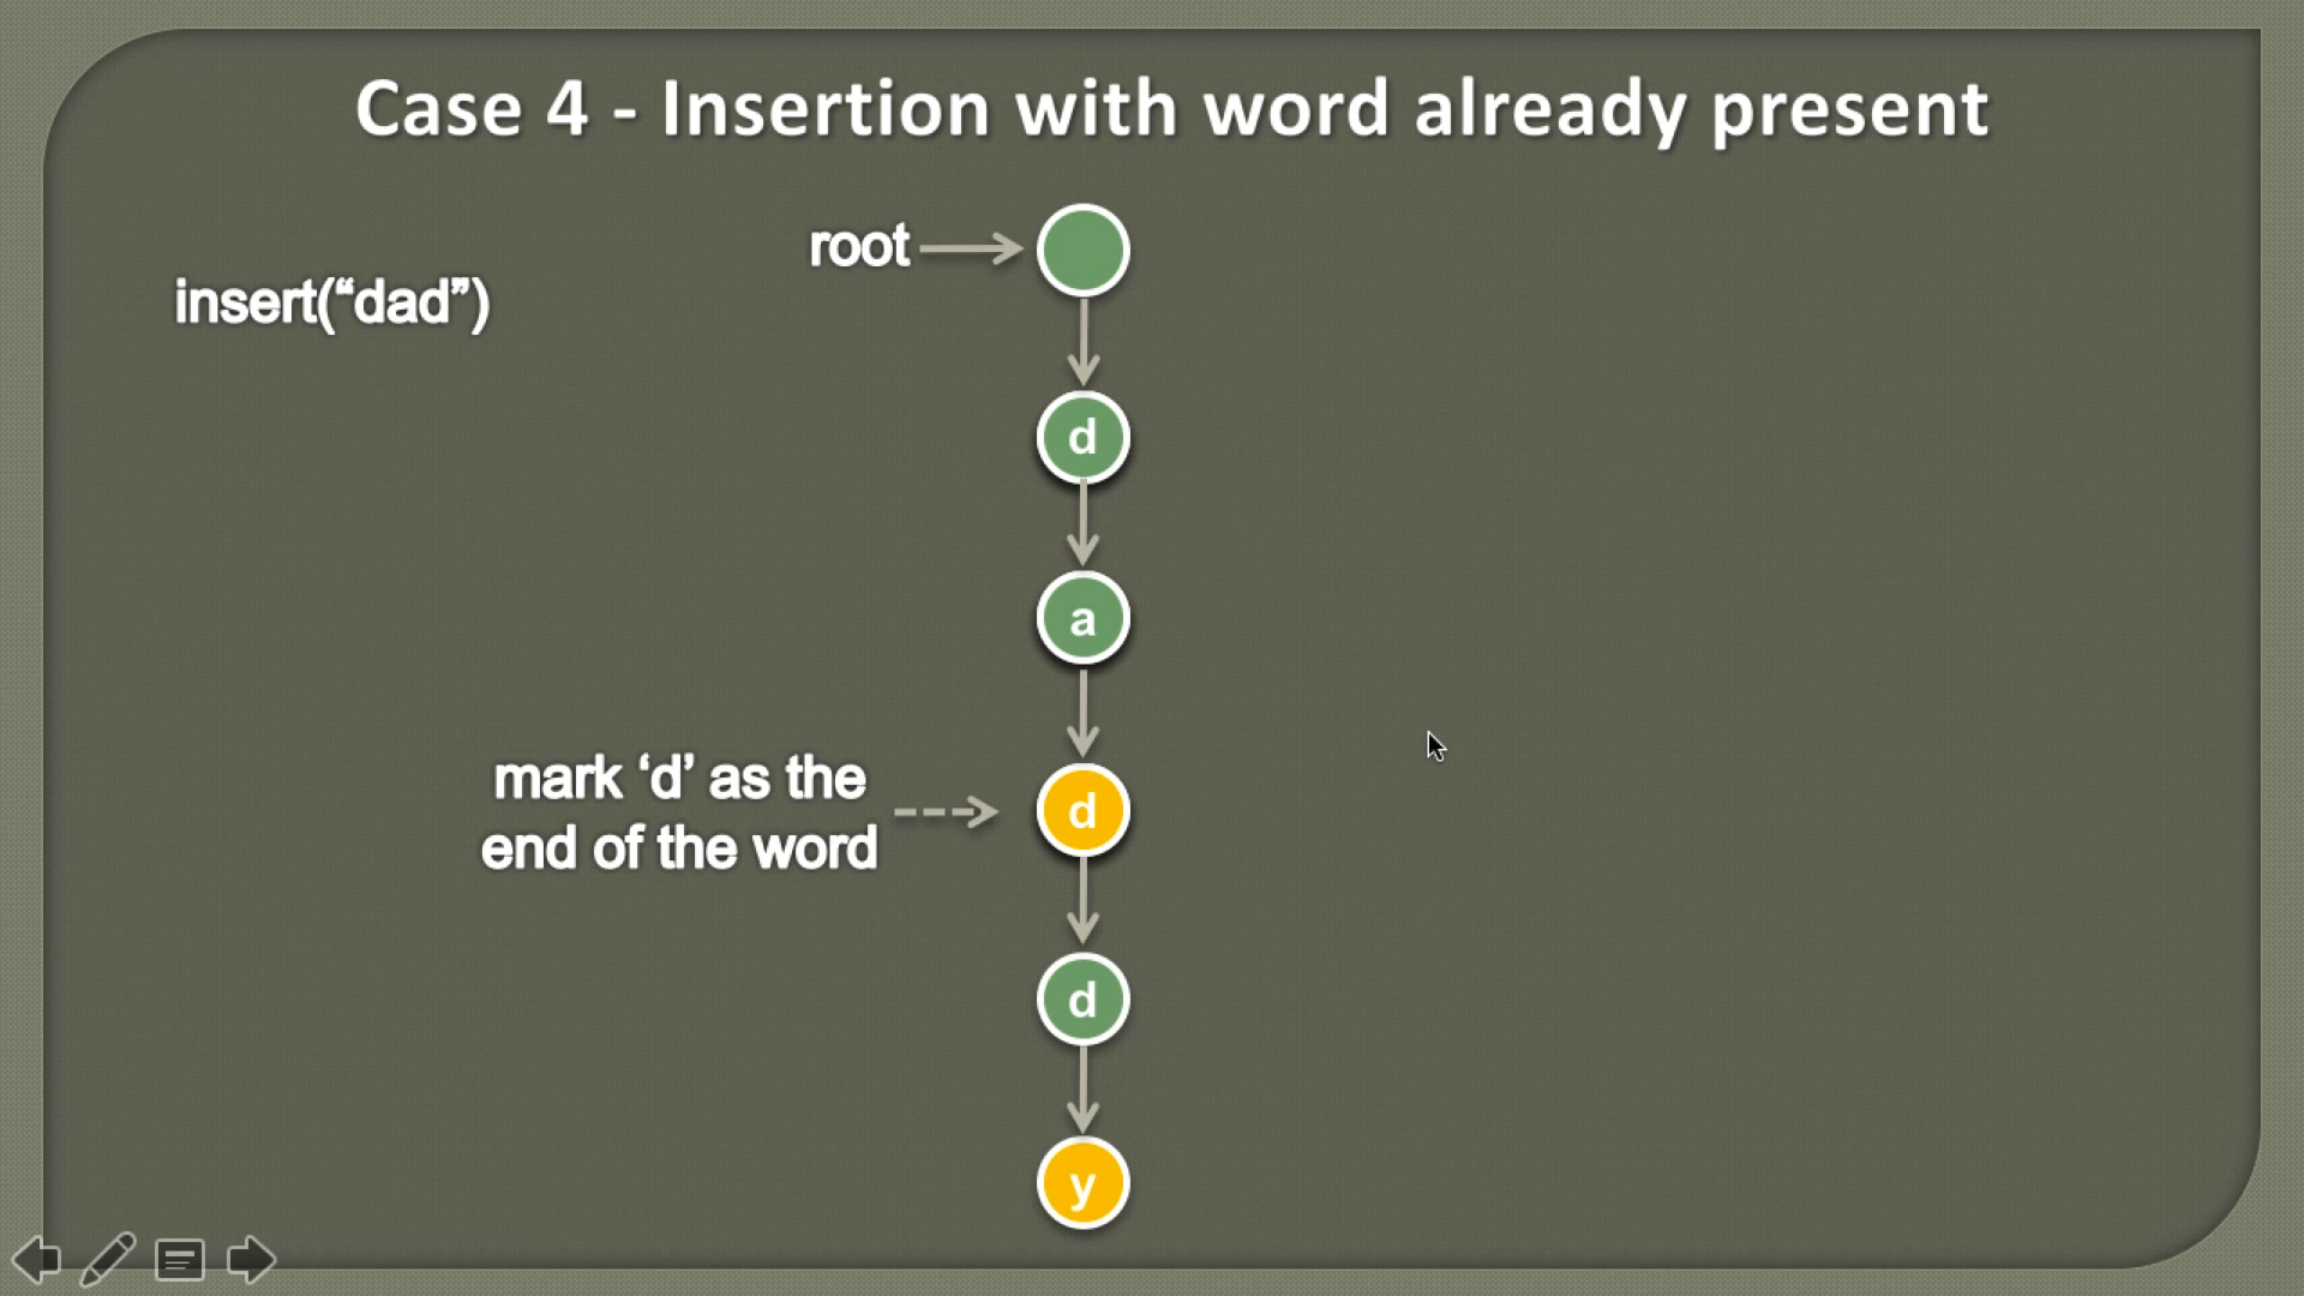 Case 4 - Insertion with word already present
root
insert(“dad”)
d
a
mark ‘d’ as the
end of the word
d
d
y